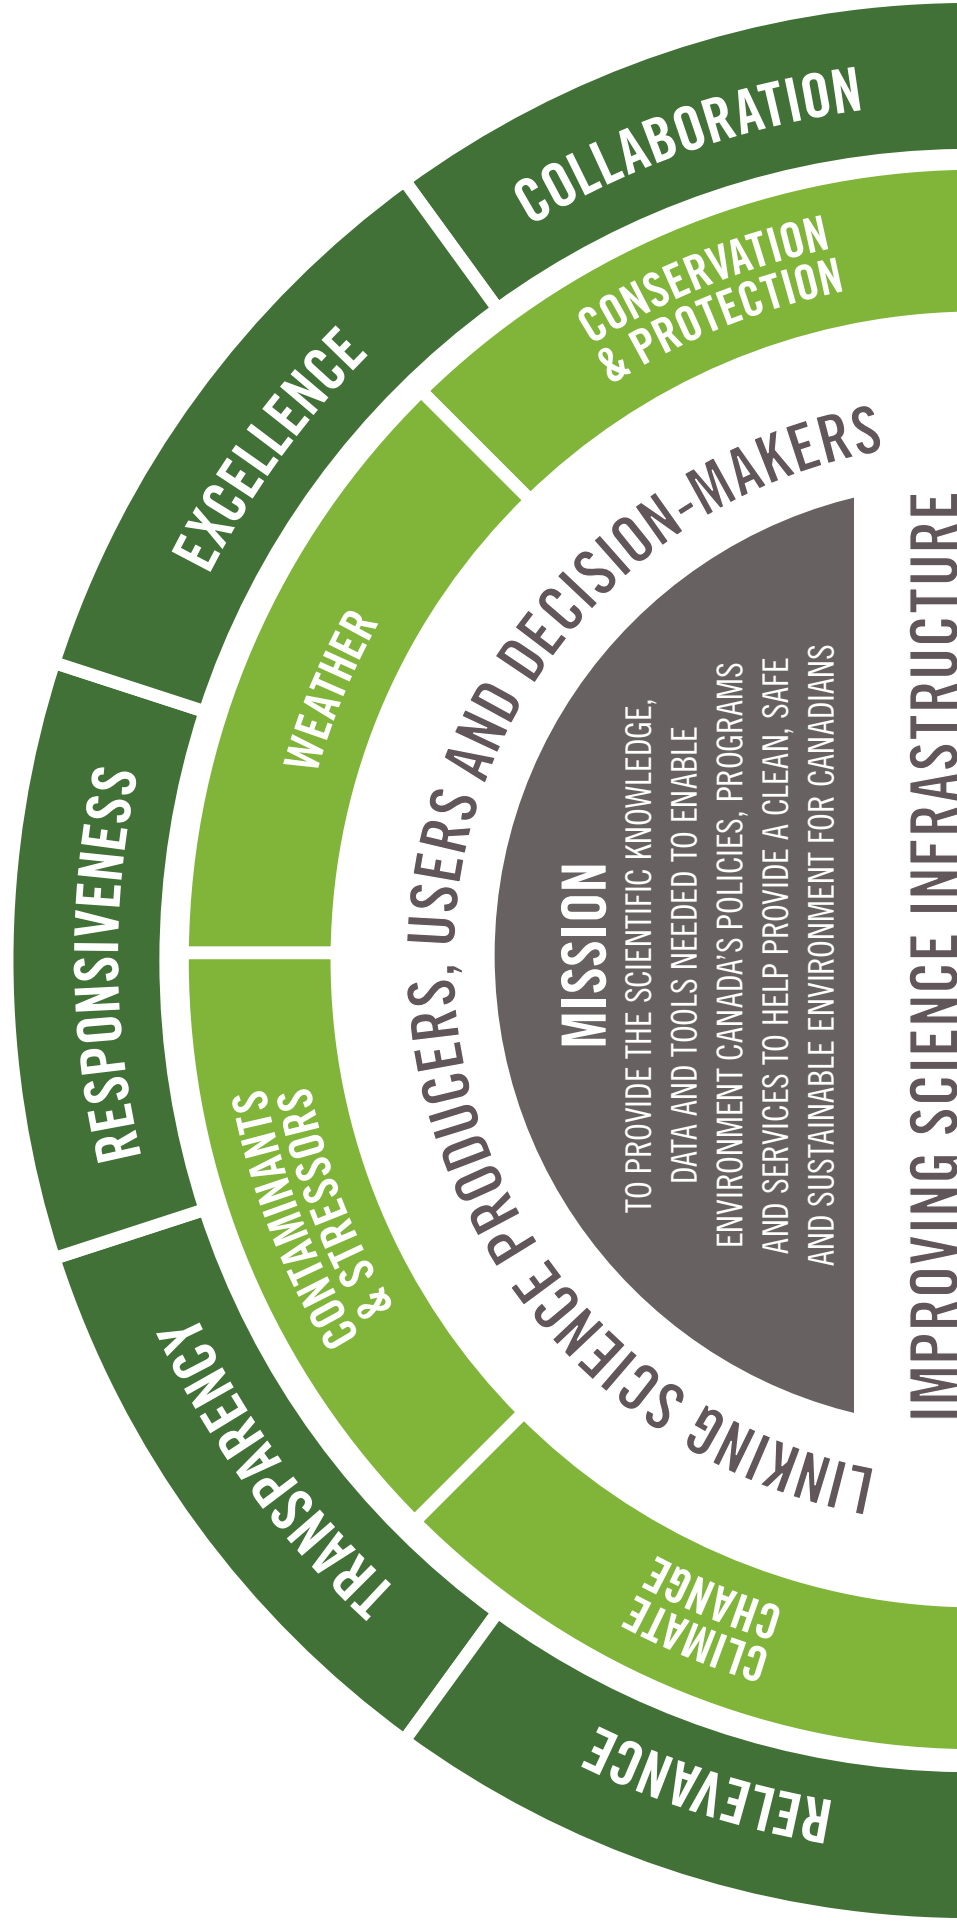 RELEVANCE
TRANSPARENCY
RESPONSIVENESS
EXCELLENCE
COLLABORATION
CLIMATE
CHANGE
CONTAMINANTS
& STRESSORS
WEATHER
CONSERVATION
& PROTECTION
LINKING SCIENCE PRODUCERS, USERS AND DECISION-MAKERS
MISSION
TO PROVIDE THE SCIENTIFIC KNOWLEDGE,
DATA AND TOOLS NEEDED TO ENABLE
ENVIRONMENT CANADA'S POLICIES, PROGRAMS
AND SERVICES TO HELP PROVIDE A CLEAN, SAFE
AND SUSTAINABLE ENVIRONMENT FOR CANADIANS
IMPROVING SCIENCE INFRASTRUCTURE